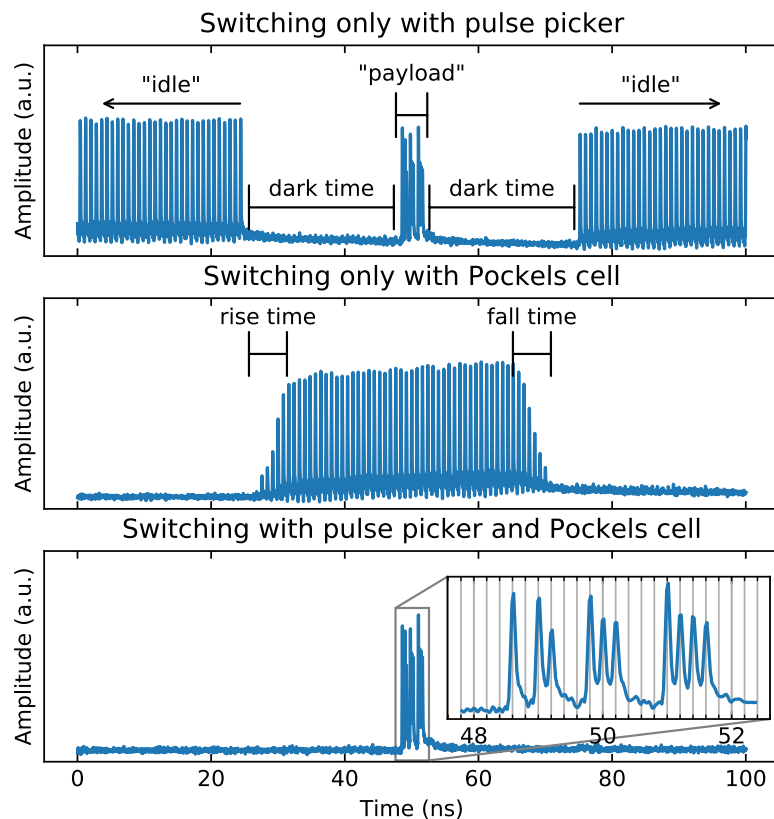 Switching only with pulse picker
"payload"
"idle"
"idle"
dark time
dark time
Amplitude (a.u.)
Switching only with Pockels cell
rise time
fall time
Amplitude (a.u.)
Switching with pulse picker and Pockels cell
Amplitude (a.u.)
48 50 52
0 20 40 60 80 100
Time (ns)